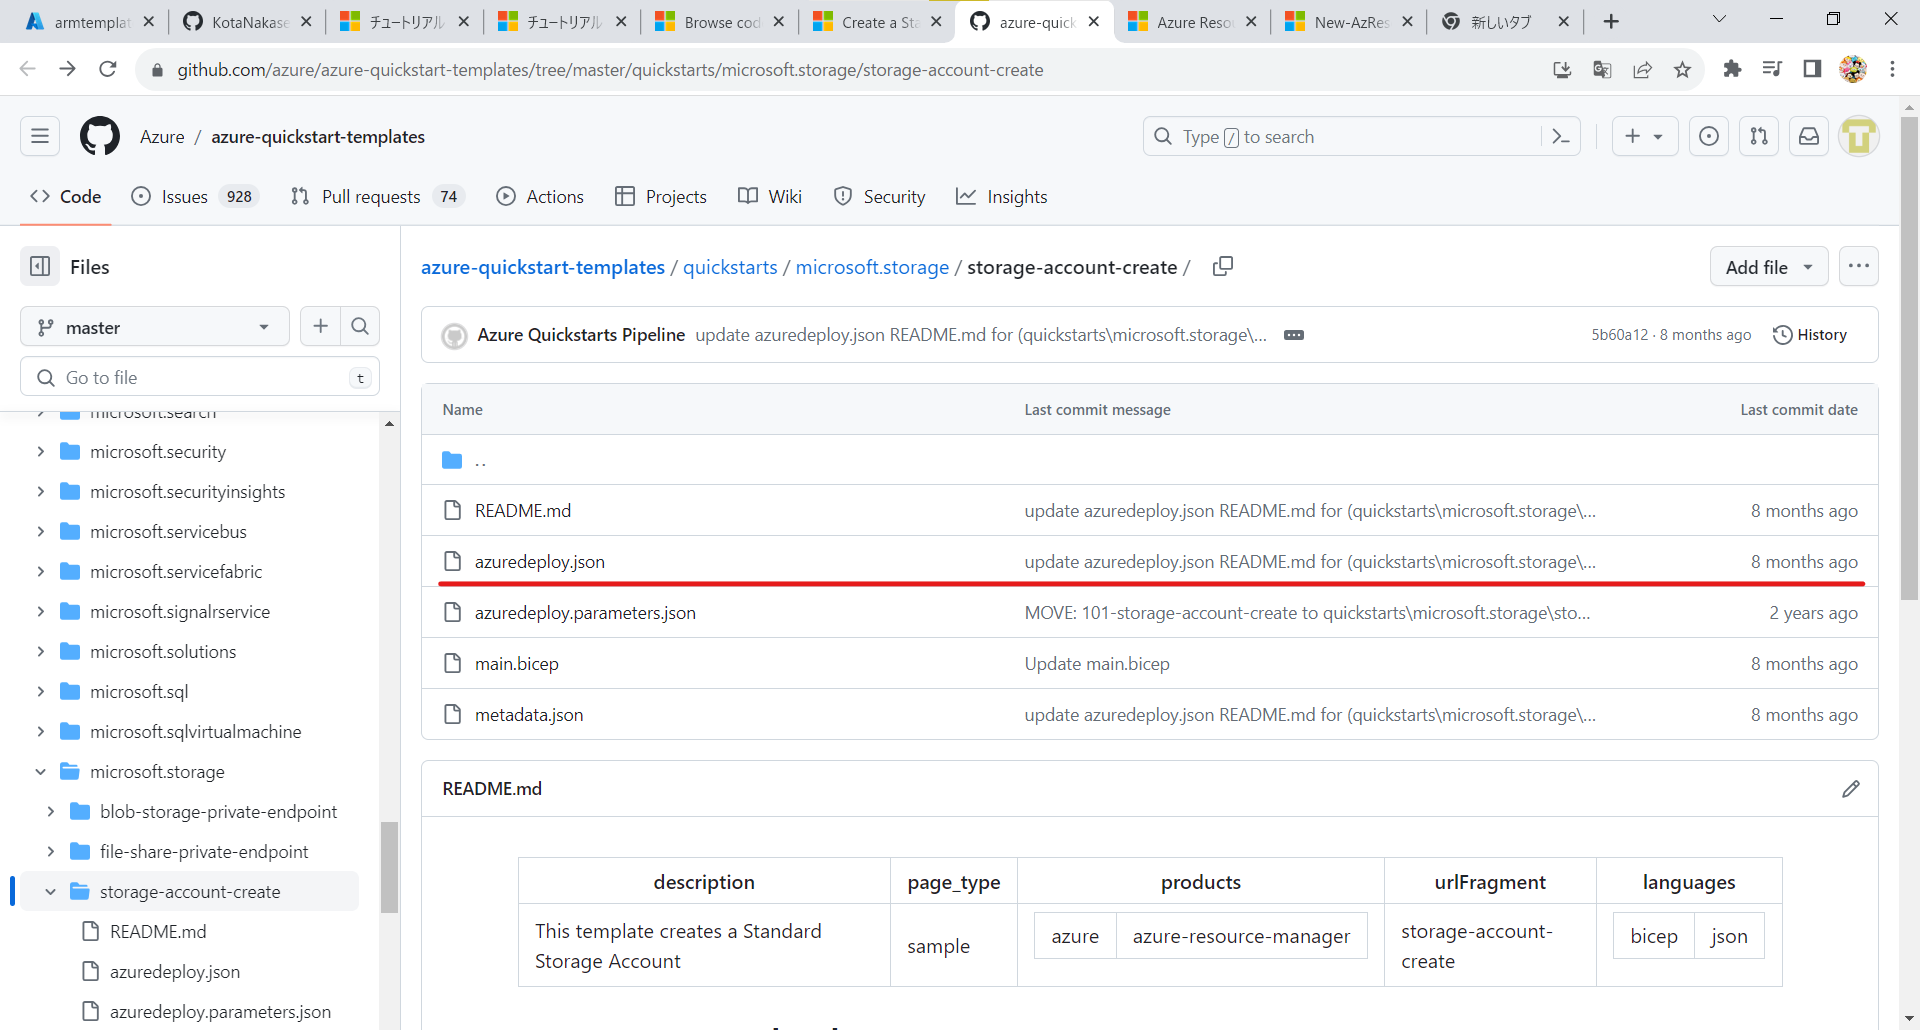 armtemplat
KotaNakase
チュートリアル
チュートリアル
Browse cod
Create a Sta
azure-quick
Azure Resou
New-AzRes
新しいタブ
github.com/azure/azure-quickstart-templates/tree/master/quickstarts/microsoft.storage/storage-account-create
Azure / azure-quickstart-templates
Type / to search
Code
Issues 928
Pull requests 74
Actions
Projects
Wiki
Security
Insights
Files
master
Go to file
t
microsoft.search
microsoft.security
microsoft.securityinsights
microsoft.servicebus
microsoft.servicefabric
microsoft.signalrservice
microsoft.solutions
microsoft.sql
microsoft.sqlvirtualmachine
microsoft.storage
blob-storage-private-endpoint
file-share-private-endpoint
storage-account-create
README.md
azuredeploy.json
azuredeploy.parameters.json
azure-quickstart-templates / quickstarts / microsoft.storage / storage-account-create /
Add file
Azure Quickstarts Pipeline update azuredeploy.json README.md for (quickstarts\microsoft.storage\...
5b60a12 · 8 months ago
History
Name Last commit message Last commit date
..
README.md update azuredeploy.json README.md for (quickstarts\microsoft.storage\... 8 months ago
azuredeploy.json update azuredeploy.json README.md for (quickstarts\microsoft.storage\... 8 months ago
azuredeploy.parameters.json MOVE: 101-storage-account-create to quickstarts\microsoft.storage\sto... 2 years ago
main.bicep Update main.bicep 8 months ago
metadata.json update azuredeploy.json README.md for (quickstarts\microsoft.storage\... 8 months ago
README.md
description page_type products urlFragment languages
This template creates a Standard
Storage Account
sample
azure azure-resource-manager
storage-account-
create
bicep json